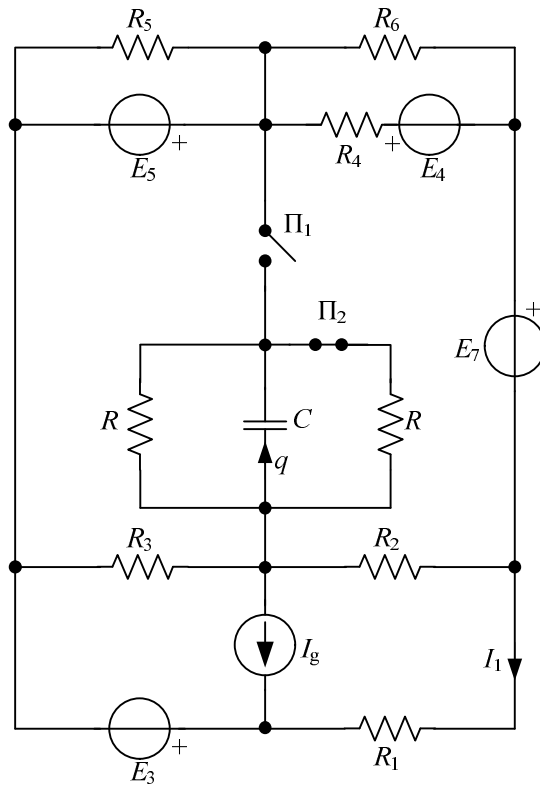 R5 R6
+ + 
E5 R4 E4
Π1
+
Π2
E7
R C R
q
R3 R2
Ig I1
+
E3 R1